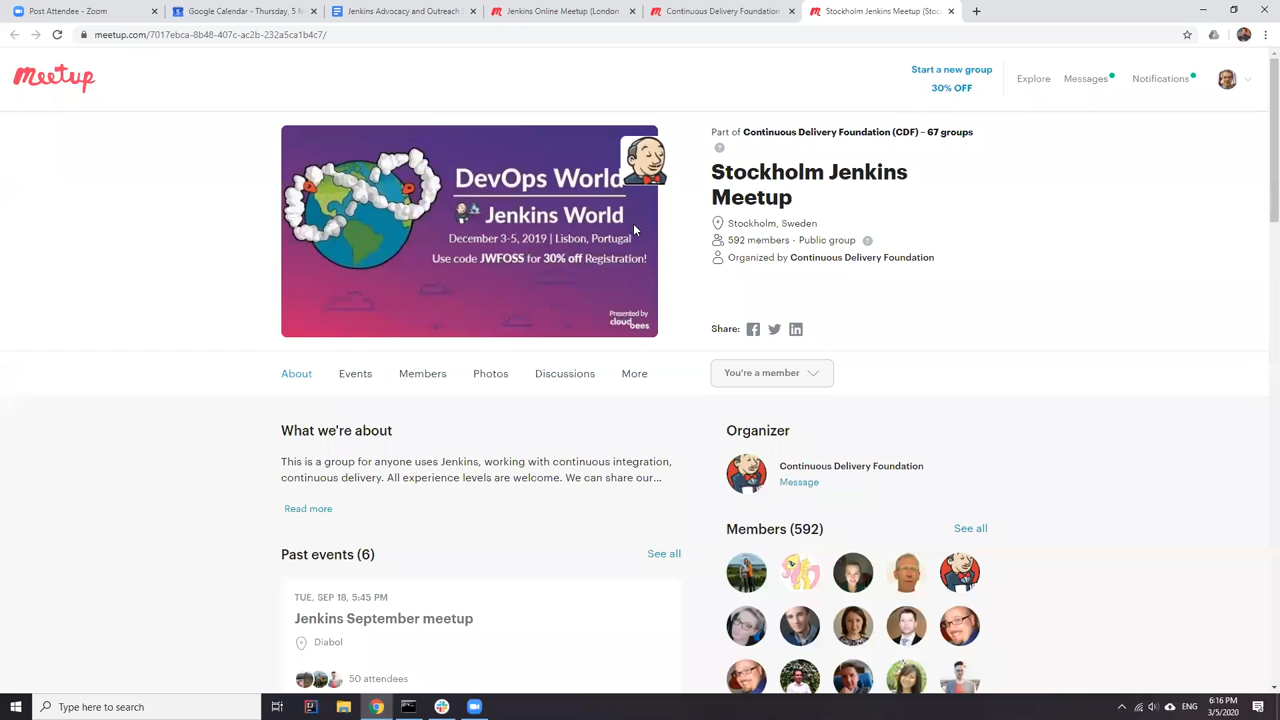 Post Attendee - Zoom
Google Calendar - Thursday, 5 M
Jenkins Advocacy and Outreach
Jenkins Online Meetup (London
Continuous Delivery Foundation
Stockholm Jenkins Meetup (Stoc
meetup.com/7017ebca-8b48-407c-ac2b-232a5ca1b4c7/
Meetup
Start a new group
30% OFF
Explore
Messages
Notifications
DevOps World
Jenkins World
December 3-5, 2019 | Lisbon, Portugal
Use code JWFOSS for 30% off Registration!
Presented by
cloudbees
Part of Continuous Delivery Foundation (CDF) – 67 groups
?
Stockholm Jenkins
Meetup
Stockholm, Sweden
592 members · Public group ?
Organized by Continuous Delivery Foundation
Share:
About
Events
Members
Photos
Discussions
More
You're a member
What we're about
This is a group for anyone uses Jenkins, working with continuous integration,
continuous delivery. All experience levels are welcome. We can share our...
Read more
Organizer
Continuous Delivery Foundation
Message
Members (592)
See all
Past events (6)
See all
TUE, SEP 18, 5:45 PM
Jenkins September meetup
Diabol
50 attendees
Type here to search
ENG
6:16 PM
3/5/2020